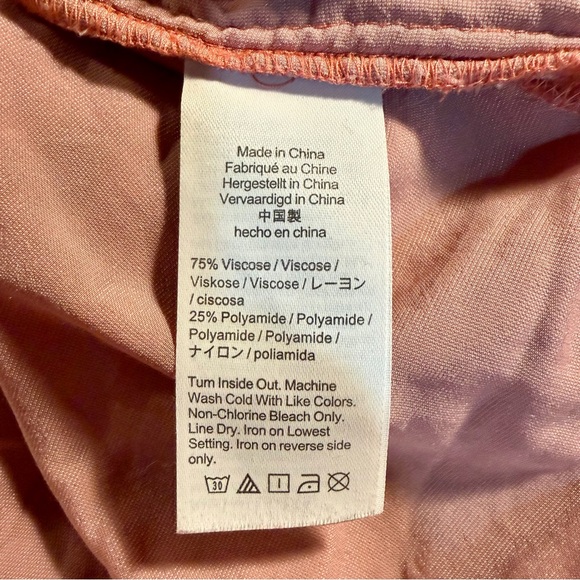 Made in China
Fabriqué au Chine
Hergestellt in China
Vervaardigd in China
中国製
hecho en china
75% Viscose / Viscose /
Viskose / Viscose / レーヨン
/ ciscosa
25% Polyamide / Polyamide /
Polyamide / Polyamide /
ナイロン / poliamida
Tum Inside Out. Machine
Wash Cold With Like Colors.
Non-Chlorine Bleach Only.
Line Dry. Iron on Lowest
Setting. Iron on reverse side
only.
30